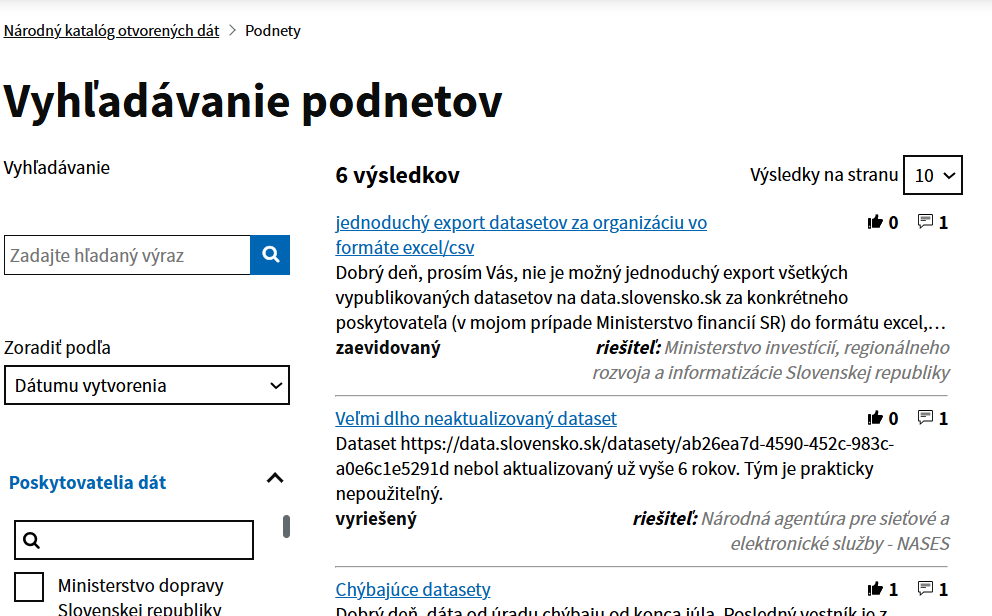 Národný katalóg otvorených dát > Podnety
Vyhľadávanie podnetov
Vyhľadávanie
Zadajte hľadaný výraz
Zoradiť podľa
Dátumu vytvorenia
Poskytovatelia dát
Ministerstvo dopravy
Slovenskej republiky
6 výsledkov
Výsledky na stranu 10
jednoduchý export datasetov za organizáciu vo 0 1
formáte excel/csv
Dobrý deň, prosím Vás, nie je možný jednoduchý export všetkých
vypublikovaných datasetov na data.slovensko.sk za konkrétneho
poskytovateľa (v mojom prípade Ministerstvo financií SR) do formátu excel,…
zaevidovaný riešiteľ: Ministerstvo investícií, regionálneho
rozvoja a informatizácie Slovenskej republiky
Veľmi dlho neaktualizovaný dataset 0 1
Dataset https://data.slovensko.sk/datasety/ab26ea7d-4590-452c-983c-
a0e6c1e5291d nebol aktualizovaný už vyše 6 rokov. Tým je prakticky
nepoužiteľný.
vyriešený riešiteľ: Národná agentúra pre sieťové a
elektronické služby - NASES
Chýbajúce datasety 1 1
Dobrý deň, dáta od úradu chýbajú od konca júla. Posledný vestník je z